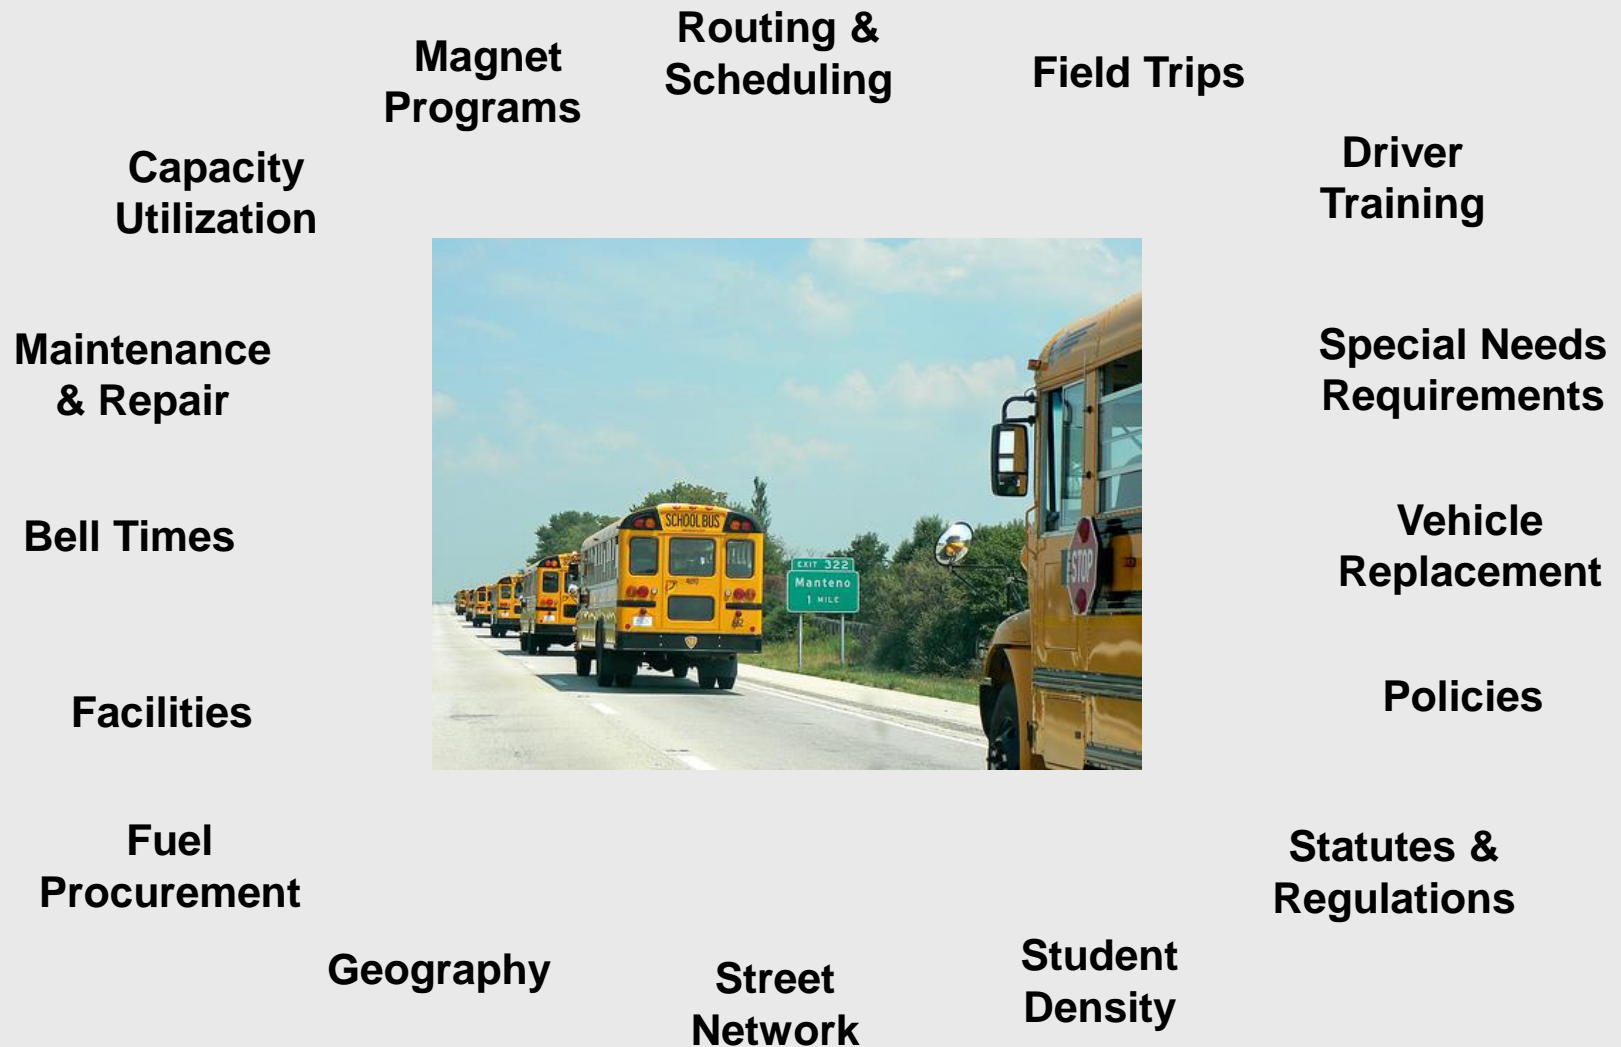 Routing &
Scheduling
Magnet
Programs
Field Trips
Driver
Training
Capacity
Utilization
Special Needs
Requirements
Maintenance
& Repair
Vehicle
Replacement
Bell Times
SCHOOL BUS
EXIT 322
Manteno
1 MILE
STOP
Policies
Facilities
Fuel
Procurement
Statutes &
Regulations
Geography
Street
Network
Student
Density